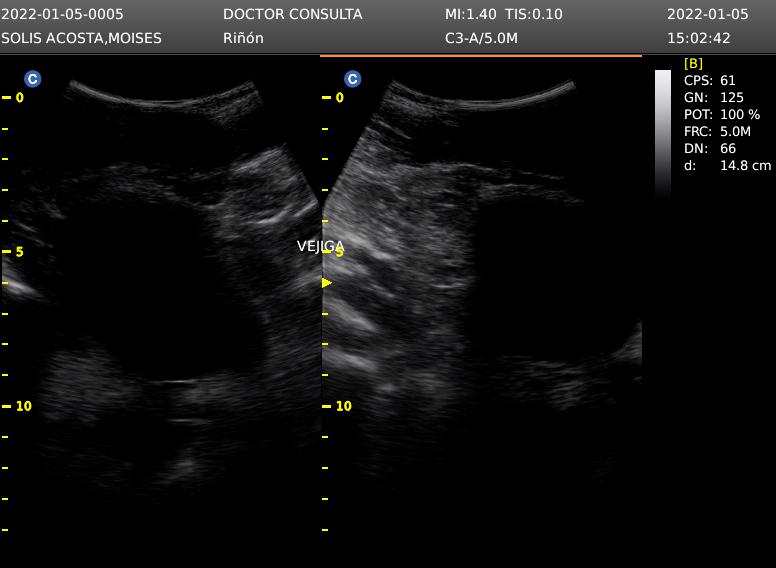 2022-01-05-0005 DOCTOR CONSULTA MI:1.40 TIS:0.10 2022-01-05
SOLIS ACOSTA,MOISES Riñón C3-A/5.0M 15:02:42
[B]
CPS: 61
GN: 125
POT: 100 %
FRC: 5.0M
DN: 66
d: 14.8 cm
C C
0 0
VEJIGA
5 5
10 10